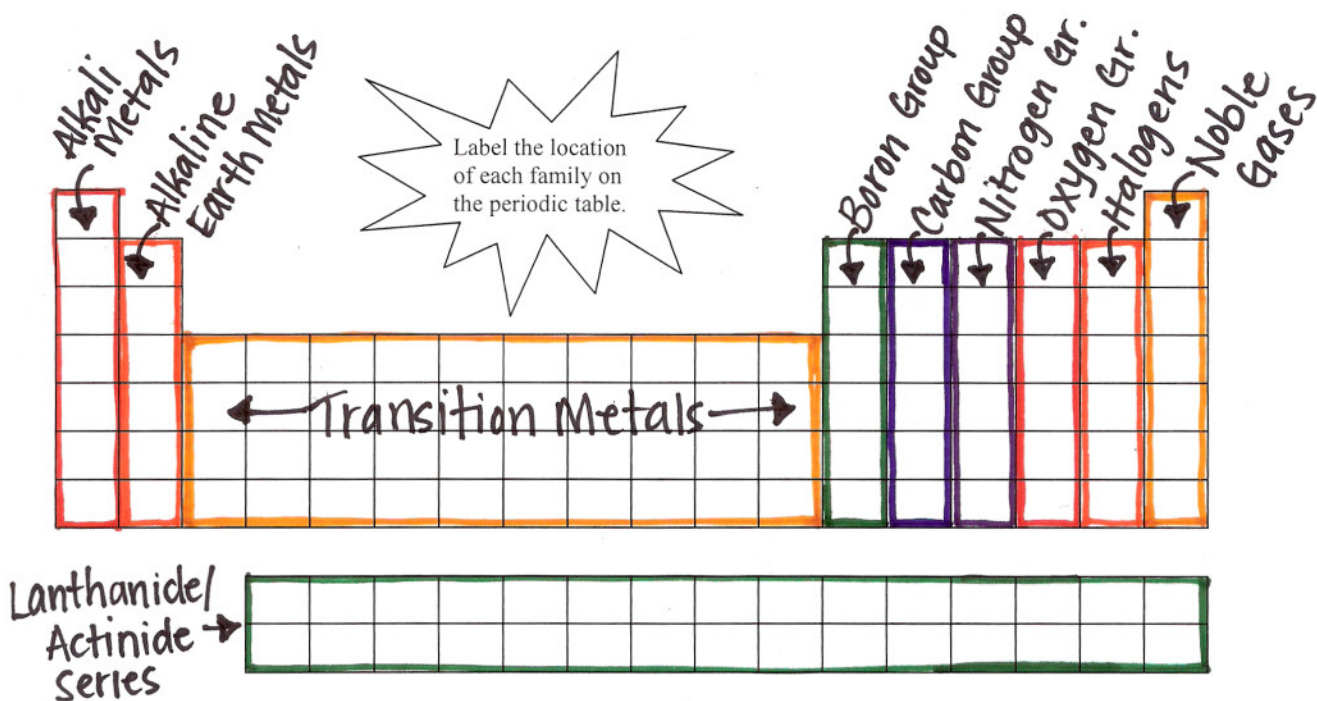 Alkali
Metals
Alkaline
Earth Metals
Label the location
of each family on
the periodic table.
Boron Group
Carbon Group
Nitrogen Gr.
Oxygen Gr.
Halogens
Noble
Gases
Transition Metals
Lanthanide/
Actinide
Series